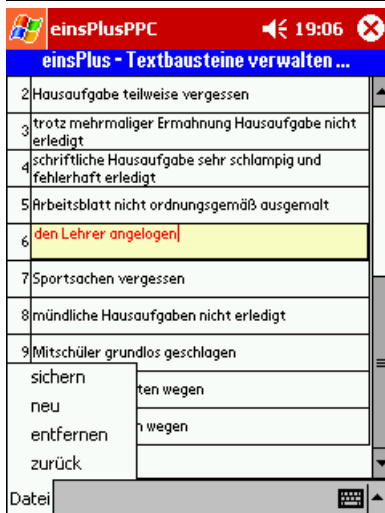 einsPlusPPC 19:06
einsPlus - Textbausteine verwalten ...
2 Hausaufgabe teilweise vergessen
3 trotz mehrmaliger Ermahnung Hausaufgabe nicht
erledigt
4 schriftliche Hausaufgabe sehr schlampig und
fehlerhaft erledigt
5 Arbeitsblatt nicht ordnungsgemäß ausgemalt
6 den Lehrer angelogen
7 Sportsachen vergessen
8 mündliche Hausaufgaben nicht erledigt
9 Mitschüler grundlos geschlagen
wegen
wegen
sichern
neu
entfernen
zurück
Datei